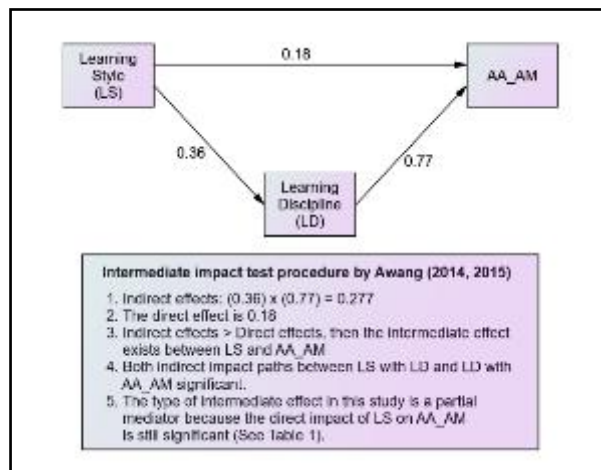 Learning
Style
(LS)
0.18
AA_AM
0.36
0.77
Learning
Discipline
(LD)
Intermediate impact test procedure by Awang (2014, 2015)
1. Indirect effects: (0.36) x (0.77) = 0.277
2. The direct effect is 0.18
3. Indirect effects > Direct effects, then the intermediate effect
exists between LS and AA_AM
4. Both indirect impact paths between LS with LD and LD with
AA_AM significant.
5. The type of intermediate effect in this study is a partial
mediator because the direct impact of LS on AA_AM
is still significant (See Table 1).